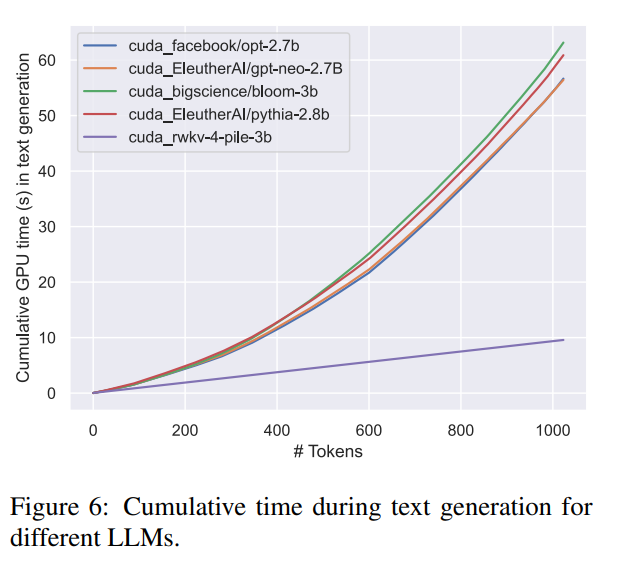 cuda_facebook/opt-2.7b
cuda_EleutherAI/gpt-neo-2.7B
cuda_bigscience/bloom-3b
cuda_EleutherAI/pythia-2.8b
cuda_rwkv-4-pile-3b
Cumulative GPU time (s) in text generation
60
50
40
30
20
10
0
0 200 400 600 800 1000
# Tokens
Figure 6: Cumulative time during text generation for
different LLMs.